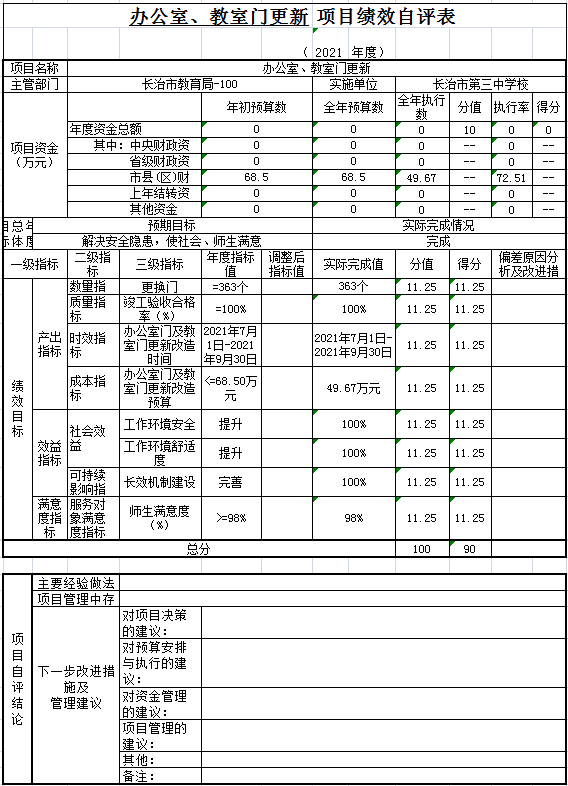 办公室、教室门更新 项目绩效自评表
（ 2021 年度）
项目名称 办公室、教室门更新
主管部门 长治市教育局-100 实施单位 长治市第三中学校
项目资金
（万元）
年初预算数 全年预算数 全年执行数 分值 执行率 得分
年度资金总额 0 0 0 10 0 0
其中：中央财政资 0 0 0 -- 0 --
省级财政资 0 0 0 -- 0 --
市县(区)财 68.5 68.5 49.67 -- 72.51 --
上年结转资 0 0 0 -- 0 --
其他资金 0 0 0 -- 0 --
目总年
标体度
预期目标 实际完成情况
解决安全隐患，使社会、师生满意 完成
一级指标 二级指标 三级指标 年度指标值 调整后指标值 实际完成值 分值 得分 偏差原因分析及改进措
绩效目标
产出指标
数量指 更换门 =363个 363个 11.25 11.25
质量指标 竣工验收合格率（%） =100% 100% 11.25 11.25
时效指标 办公室门及教室门更新改造时间 2021年7月1日-2021年9月30日 2021年7月1日-2021年9月30日 11.25 11.25
成本指标 办公室门及教室门更新改造预算 <=68.50万元 49.67万元 11.25 11.25
效益指标
社会效益 工作环境安全 提升 100% 11.25 11.25
工作环境舒适度 提升 100% 11.25 11.25
可持续影响指 长效机制建设 完善 100% 11.25 11.25
满意度指标 服务对象满意度指标 师生满意度（%） >=98% 98% 11.25 11.25
总分 100 90
项目自评结论
主要经验做法
项目管理中存
下一步改进措施及
管理建议
对项目决策的建议：
对预算安排与执行的建议：
对资金管理的建议：
项目管理的建议：
其他：
备注：